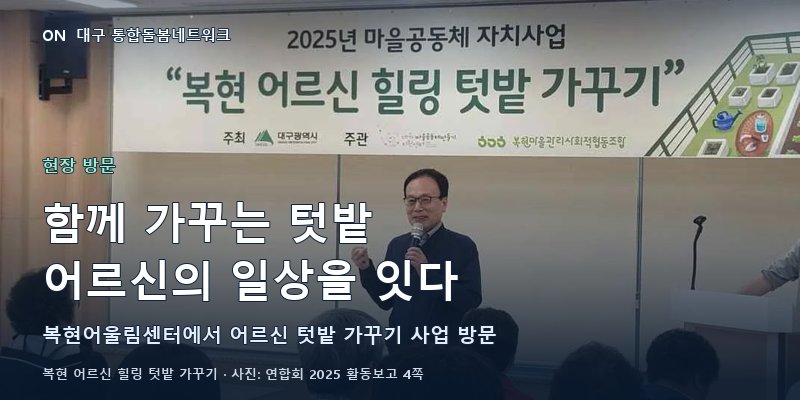 ON 대구 통합돌봄네트워크
2025년 마을공동체 자치사업
“복현 어르신 힐링 텃밭 가꾸기”
주최 대구광역시 주관 복현마을관리사회적협동조합
현장 방문
함께 가꾸는 텃밭
어르신의 일상을 잇다
복현어울림센터에서 어르신 텃밭 가꾸기 사업 방문
복현 어르신 힐링 텃밭 가꾸기 · 사진: 연합회 2025 활동보고 4쪽